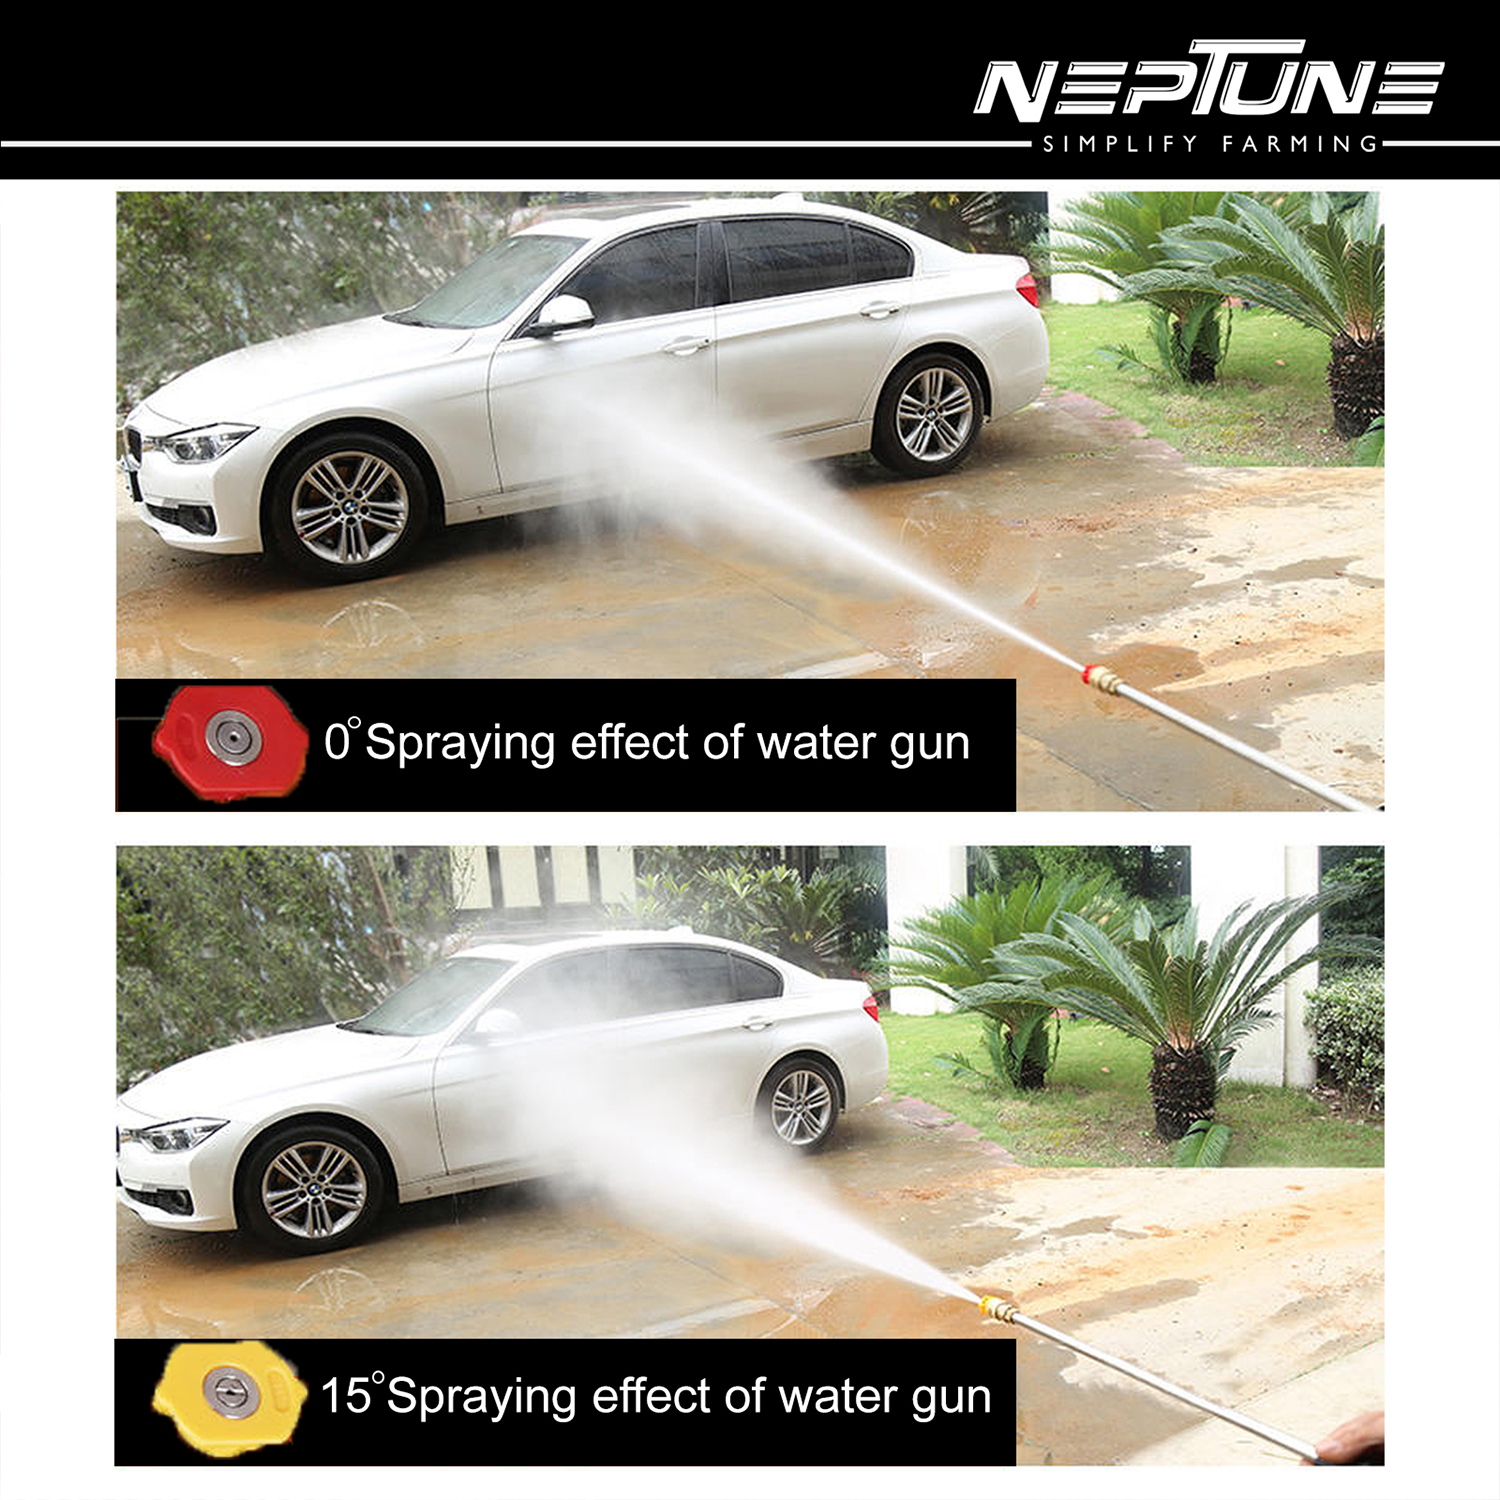 NEPTUNE
SIMPLIFY FARMING
0°Spraying effect of water gun
15°Spraying effect of water gun